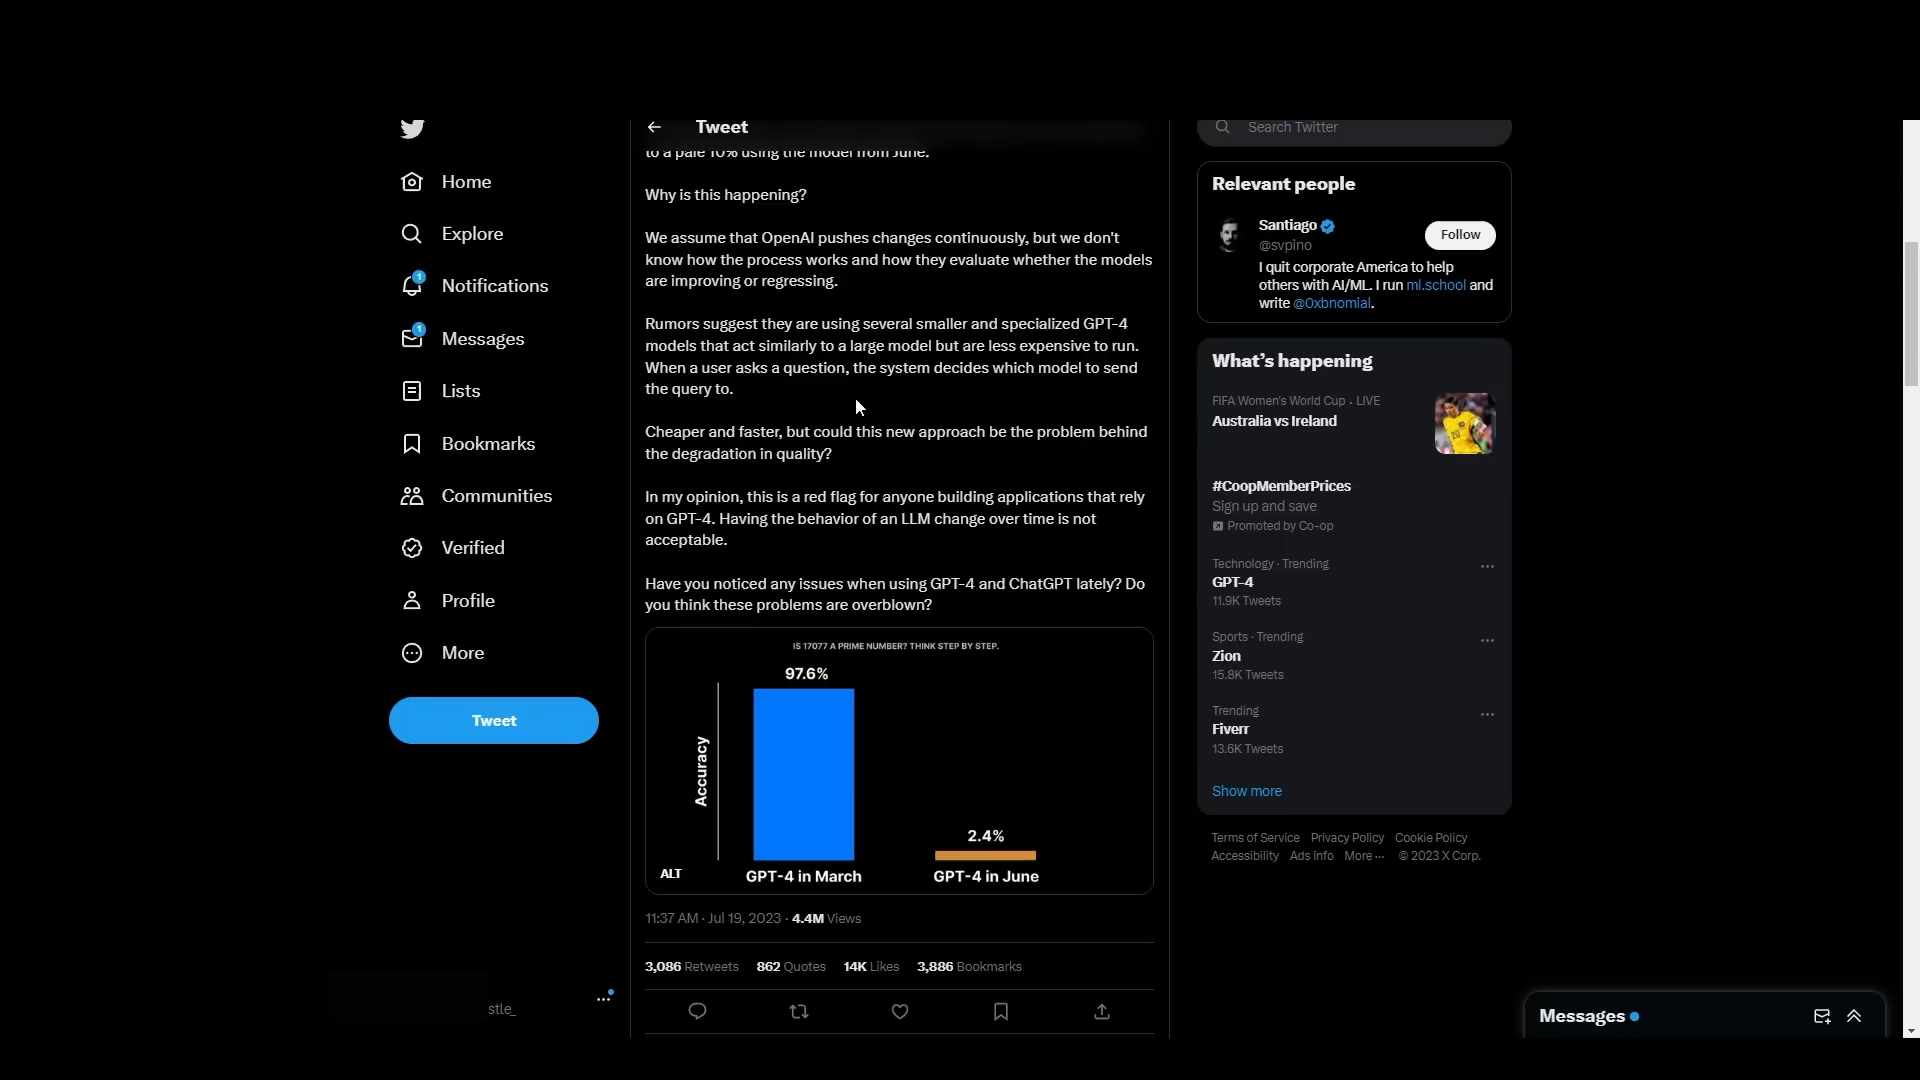 Home
Explore
1
Notifications
1
Messages
Lists
Bookmarks
Communities
Verified
Profile
More
Tweet
stle_
Tweet
to a pale 10% using the model from June.
Why is this happening?
We assume that OpenAI pushes changes continuously, but we don't
know how the process works and how they evaluate whether the models
are improving or regressing.
Rumors suggest they are using several smaller and specialized GPT-4
models that act similarly to a large model but are less expensive to run.
When a user asks a question, the system decides which model to send
the query to.
Cheaper and faster, but could this new approach be the problem behind
the degradation in quality?
In my opinion, this is a red flag for anyone building applications that rely
on GPT-4. Having the behavior of an LLM change over time is not
acceptable.
Have you noticed any issues when using GPT-4 and ChatGPT lately? Do
you think these problems are overblown?
IS 17077 A PRIME NUMBER? THINK STEP BY STEP.
97.6%
Accuracy
2.4%
ALT
GPT-4 in March
GPT-4 in June
11:37 AM · Jul 19, 2023 · 4.4M Views
3,086 Retweets 862 Quotes 14K Likes 3,886 Bookmarks
Search Twitter
Relevant people
Santiago
@svpino
Follow
I quit corporate America to help
others with AI/ML. I run ml.school and
write @0xbnomial.
What's happening
FIFA Women's World Cup · LIVE
Australia vs Ireland
#CoopMemberPrices
Sign up and save
Promoted by Co-op
Technology · Trending
GPT-4
11.9K Tweets
Sports · Trending
Zion
15.8K Tweets
Trending
Fiverr
13.6K Tweets
Show more
Terms of Service Privacy Policy Cookie Policy
Accessibility Ads info More ··· © 2023 X Corp.
Messages